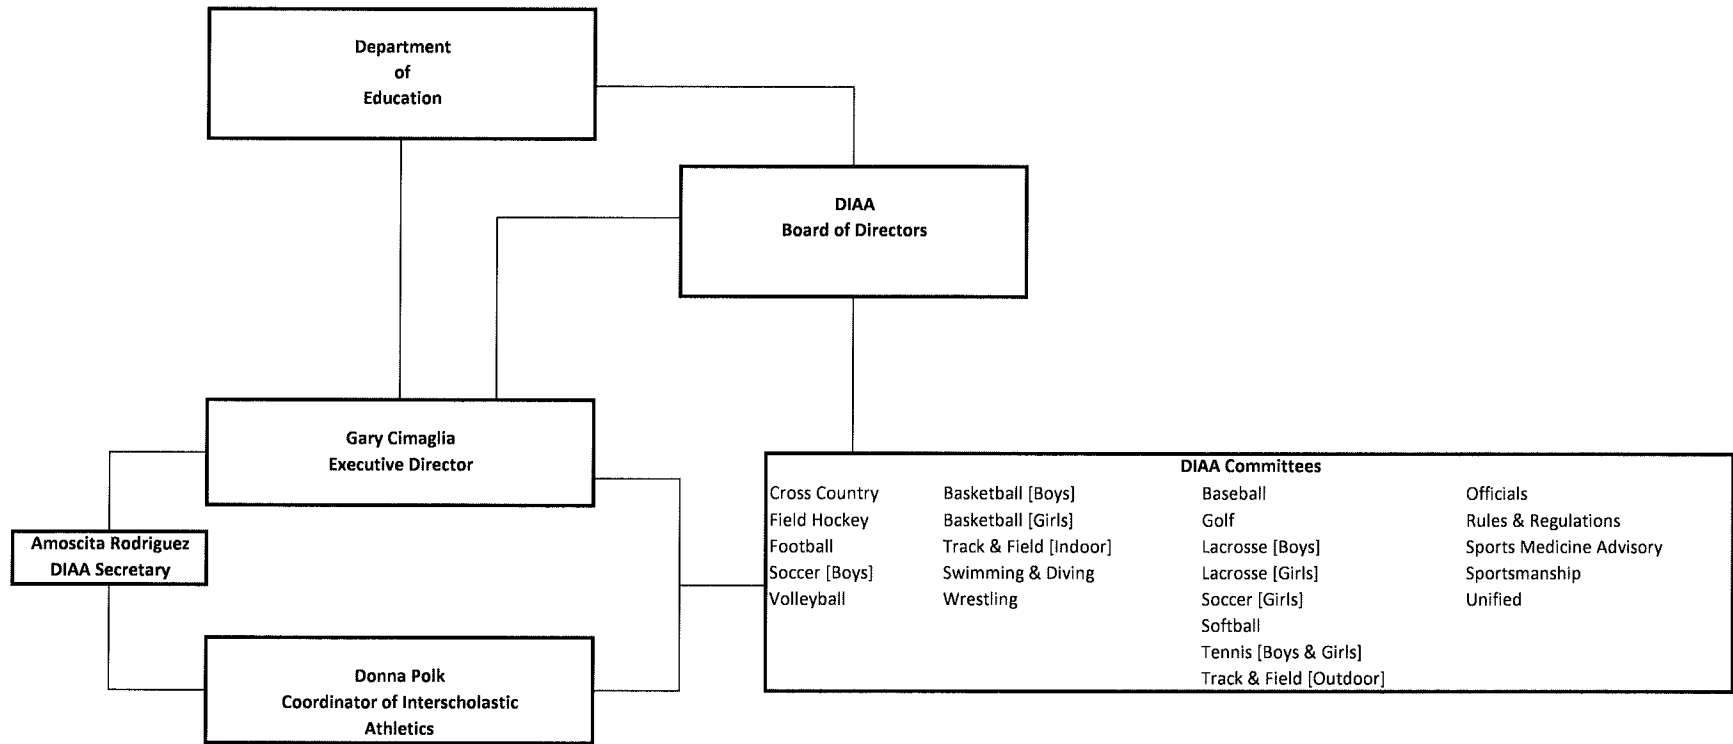 Department
of
Education
DIAA
Board of Directors
Gary Cimaglia
Executive Director
Amoscita Rodriguez
DIAA Secretary
Donna Polk
Coordinator of Interscholastic
Athletics
DIAA Committees
Cross Country
Field Hockey
Football
Soccer [Boys]
Volleyball
Basketball [Boys]
Basketball [Girls]
Track & Field [Indoor]
Swimming & Diving
Wrestling
Baseball
Golf
Lacrosse [Boys]
Lacrosse [Girls]
Soccer [Girls]
Softball
Tennis [Boys & Girls]
Track & Field [Outdoor]
Officials
Rules & Regulations
Sports Medicine Advisory
Sportsmanship
Unified